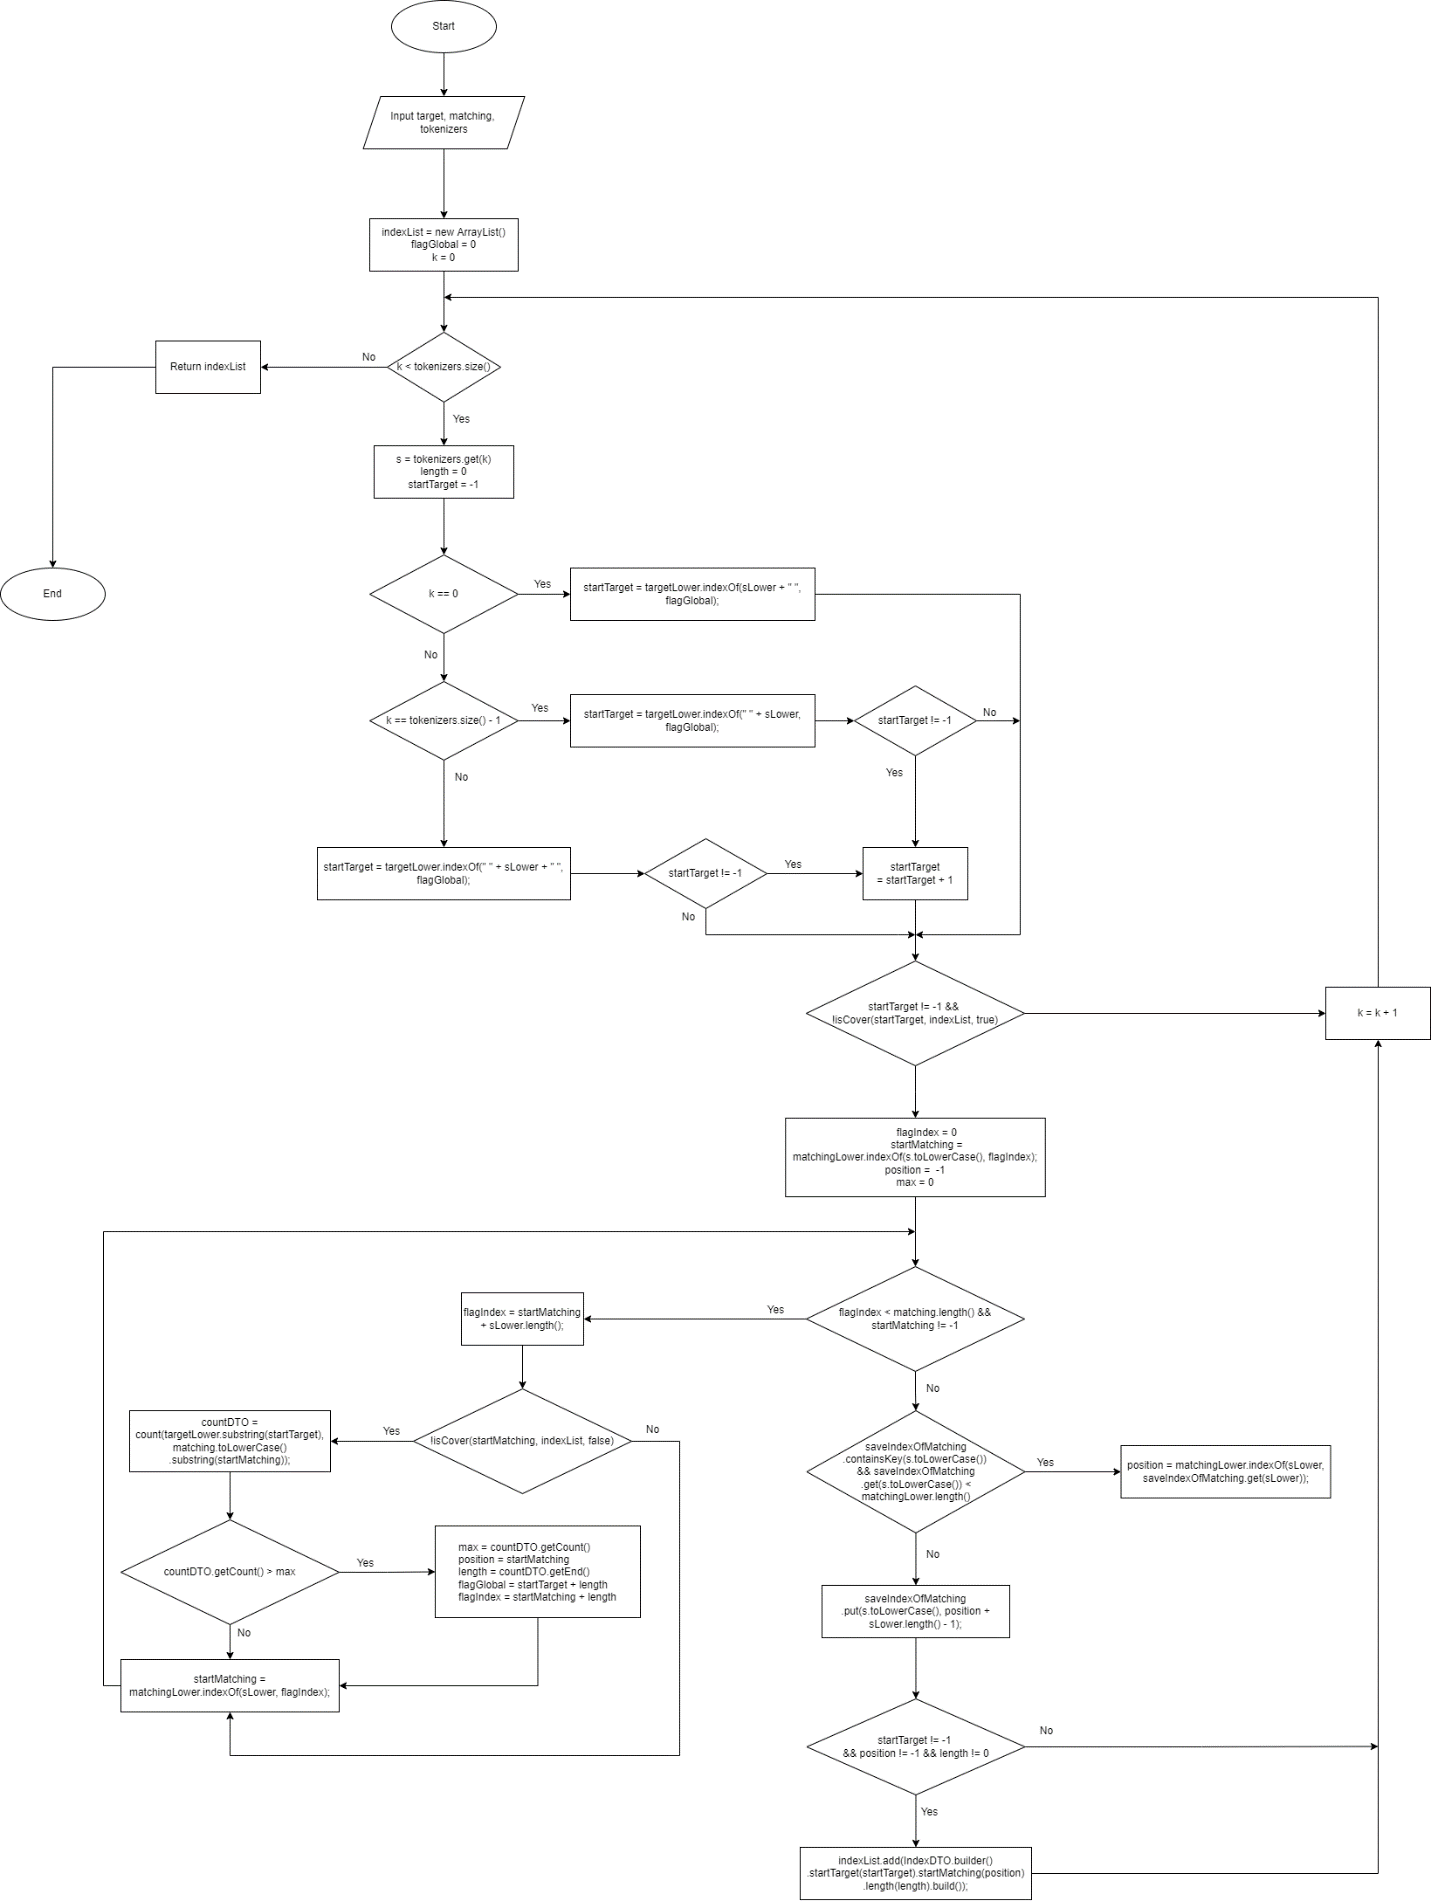 Start
Input target, matching,
tokenizers
indexList = new ArrayList()
flagGlobal = 0
k = 0
k < tokenizers.size()
No
Return indexList
Yes
s = tokenizers.get(k)
length = 0
startTarget = -1
End
k == 0
Yes
startTarget = targetLower.indexOf(sLower + " ",
flagGlobal);
No
k == tokenizers.size() - 1
Yes
startTarget = targetLower.indexOf(" " + sLower,
flagGlobal);
startTarget != -1
No
Yes
No
startTarget = targetLower.indexOf(" " + sLower + " ",
flagGlobal);
startTarget != -1
Yes
startTarget
= startTarget + 1
No
startTarget != -1 &&
!isCover(startTarget, indexList, true)
k = k + 1
flagIndex = 0
startMatching =
matchingLower.indexOf(s.toLowerCase(), flagIndex);
position = -1
max = 0
flagIndex < matching.length() &&
startMatching != -1
Yes
flagIndex = startMatching
+ sLower.length();
No
!isCover(startMatching, indexList, false)
Yes
No
countDTO =
count(targetLower.substring(startTarget),
matching.toLowerCase()
.substring(startMatching));
saveIndexOfMatching
.containsKey(s.toLowerCase())
&& saveIndexOfMatching
.get(s.toLowerCase()) <
matchingLower.length()
Yes
position = matchingLower.indexOf(sLower,
saveIndexOfMatching.get(sLower));
No
countDTO.getCount() > max
Yes
max = countDTO.getCount()
position = startMatching
length = countDTO.getEnd()
flagGlobal = startTarget + length
flagIndex = startMatching + length
No
saveIndexOfMatching
.put(s.toLowerCase(), position +
sLower.length() - 1);
startMatching =
matchingLower.indexOf(sLower, flagIndex);
startTarget != -1
&& position != -1 && length != 0
No
Yes
indexList.add(IndexDTO.builder()
.startTarget(startTarget).startMatching(position)
.length(length).build());